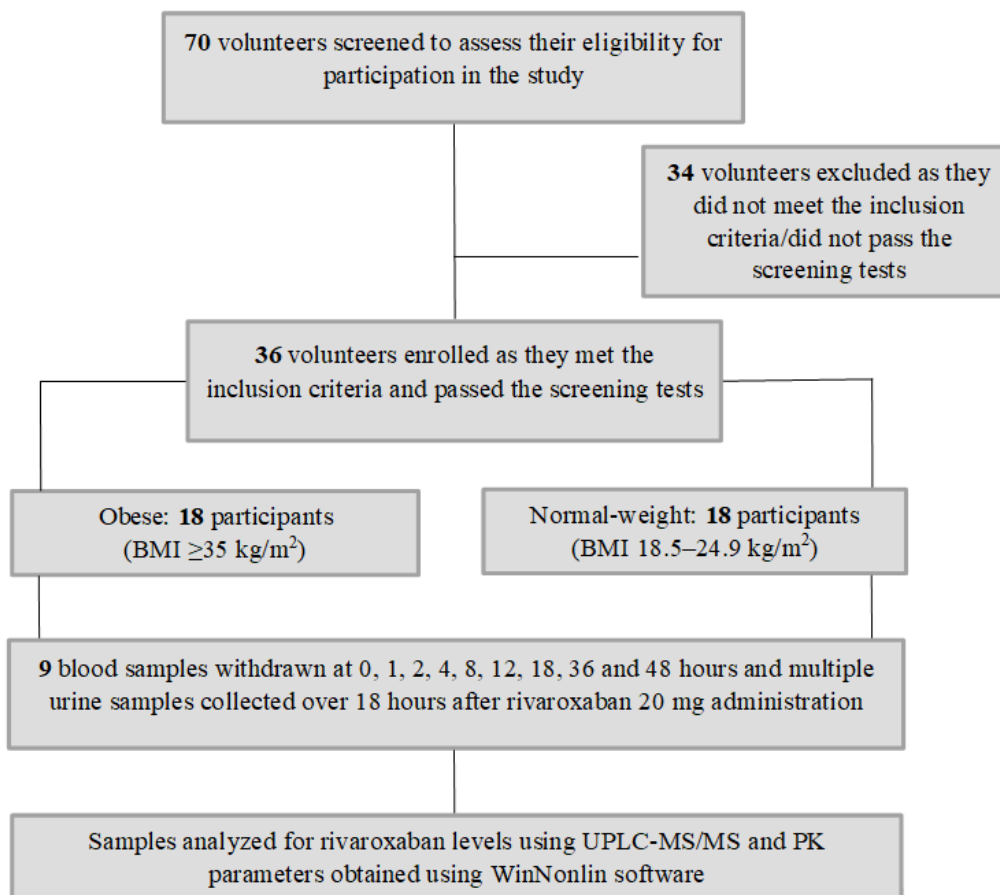 70 volunteers screened to assess their eligibility for
participation in the study
34 volunteers excluded as they
did not meet the inclusion
criteria/did not pass the
screening tests
36 volunteers enrolled as they met the
inclusion criteria and passed the screening tests
Obese: 18 participants
(BMI ≥35 kg/m²)
Normal-weight: 18 participants
(BMI 18.5–24.9 kg/m²)
9 blood samples withdrawn at 0, 1, 2, 4, 8, 12, 18, 36 and 48 hours and multiple
urine samples collected over 18 hours after rivaroxaban 20 mg administration
Samples analyzed for rivaroxaban levels using UPLC-MS/MS and PK
parameters obtained using WinNonlin software